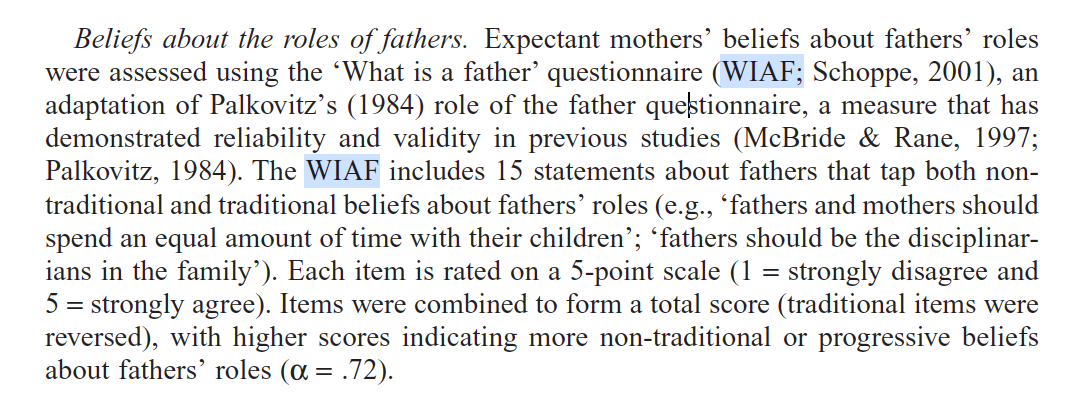 Beliefs about the roles of fathers. Expectant mothers’ beliefs about fathers’ roles
were assessed using the ‘What is a father’ questionnaire (WIAF; Schoppe, 2001), an
adaptation of Palkovitz’s (1984) role of the father questionnaire, a measure that has
demonstrated reliability and validity in previous studies (McBride & Rane, 1997;
Palkovitz, 1984). The WIAF includes 15 statements about fathers that tap both non-
traditional and traditional beliefs about fathers’ roles (e.g., ‘fathers and mothers should
spend an equal amount of time with their children’; ‘fathers should be the disciplinar-
ians in the family’). Each item is rated on a 5-point scale (1 = strongly disagree and
5 = strongly agree). Items were combined to form a total score (traditional items were
reversed), with higher scores indicating more non-traditional or progressive beliefs
about fathers’ roles (α = .72).